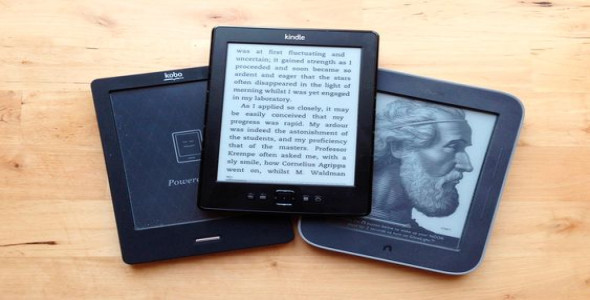 kobo
Powere
kindle
was at first fluctuating and
uncertain, it gained strength as I
proceeded and soon became so
ardent and eager that the stars
often disappeared in the light of
morning whilst I was yet engaged
in my laboratory.
As I applied so closely, it may
be easily conceived that my
progress was rapid. My ardour
was indeed the astonishment of
the students, and my proficiency
that of the masters. Professor
Krempe often asked me, with a
sly smile, how Cornelius Agrippa
went on, whilst M. Waldman